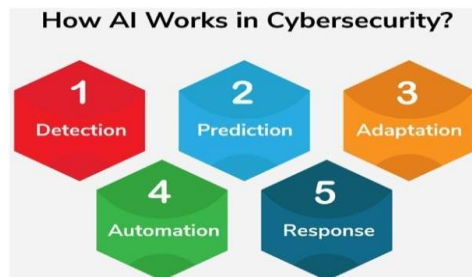 How AI Works in Cybersecurity?
1
Detection
2
Prediction
3
Adaptation
4
Automation
5
Response